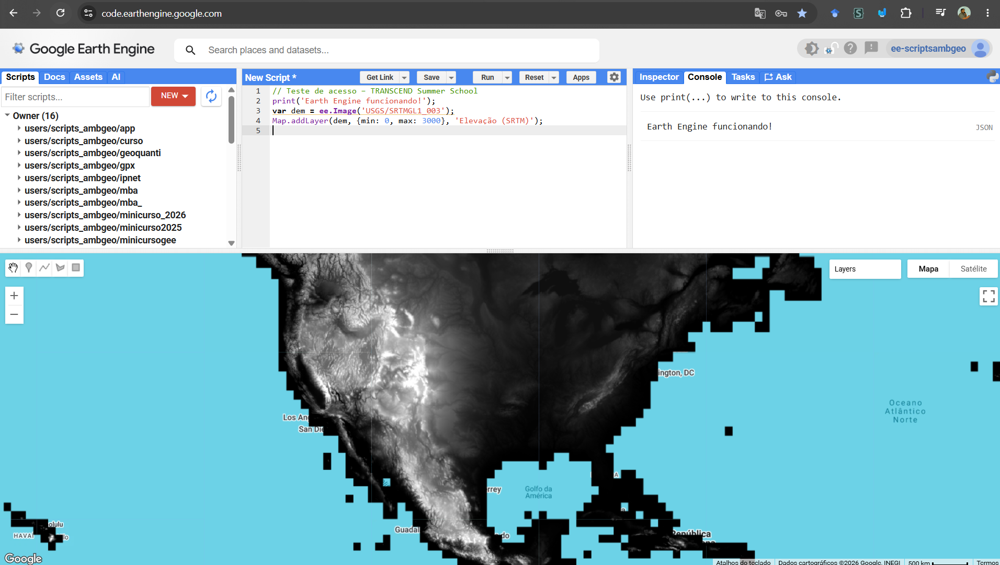 code.earthengine.google.com
Google Earth Engine
Search places and datasets...
ee-scriptsambgeo
Scripts
Docs
Assets
AI
Filter scripts...
NEW
Owner (16)
users/scripts_ambgeo/app
users/scripts_ambgeo/curso
users/scripts_ambgeo/geoquanti
users/scripts_ambgeo/gpx
users/scripts_ambgeo/ipnet
users/scripts_ambgeo/mba
users/scripts_ambgeo/mba_
users/scripts_ambgeo/minicurso_2026
users/scripts_ambgeo/minicurso2025
users/scripts_ambgeo/minicursogee
New Script *
Get Link
Save
Run
Reset
Apps
1 // Teste de acesso – TRANSCEND Summer School
2 print('Earth Engine funcionando!');
3 var dem = ee.Image('USGS/SRTMGL1_003');
4 Map.addLayer(dem, {min: 0, max: 3000}, 'Elevação (SRTM)');
5
Inspector
Console
Tasks
Ask
Use print(...) to write to this console.
Earth Engine funcionando!
JSON
Layers
Mapa
Satélite
ington, DC
Los Ang
San Die
Oceano
Atlântico
Norte
A
rrey
Golfo da
América
a
olulu
HAVAÍ
lo
Guadal
do
República
Google
Atalhos do teclado
Dados cartográficos ©2026 Google, INEGI
500 km
Termos